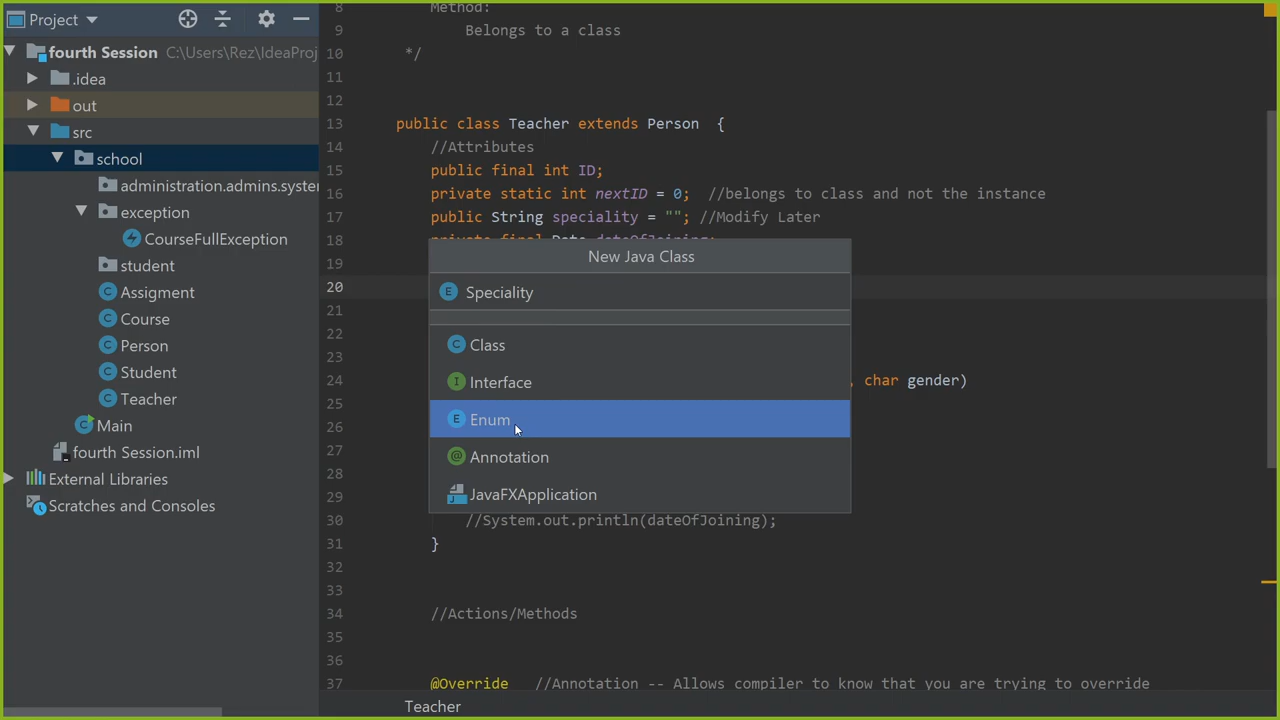 Project
fourth Session C:\Users\Rez\IdeaProj
.idea
out
src
school
administration.admins.syste
exception
CourseFullException
student
Assigment
Course
Person
Student
Teacher
Main
fourth Session.iml
External Libraries
Scratches and Consoles
8 Method:
9 Belongs to a class
10 */
11
12
13 public class Teacher extends Person {
14 //Attributes
15 public final int ID;
16 private static int nextID = 0; //belongs to class and not the instance
17 public String speciality = ""; //Modify Later
18 private final Date dateOfJoining;
19
20
21
22
23
24 , char gender)
25
26
27
28
29
30 //System.out.println(dateOfJoining);
31 }
32
33
34 //Actions/Methods
35
36
37 @Override //Annotation -- Allows compiler to know that you are trying to override
Teacher
New Java Class
E Speciality
C Class
I Interface
E Enum
@ Annotation
JavaFXApplication